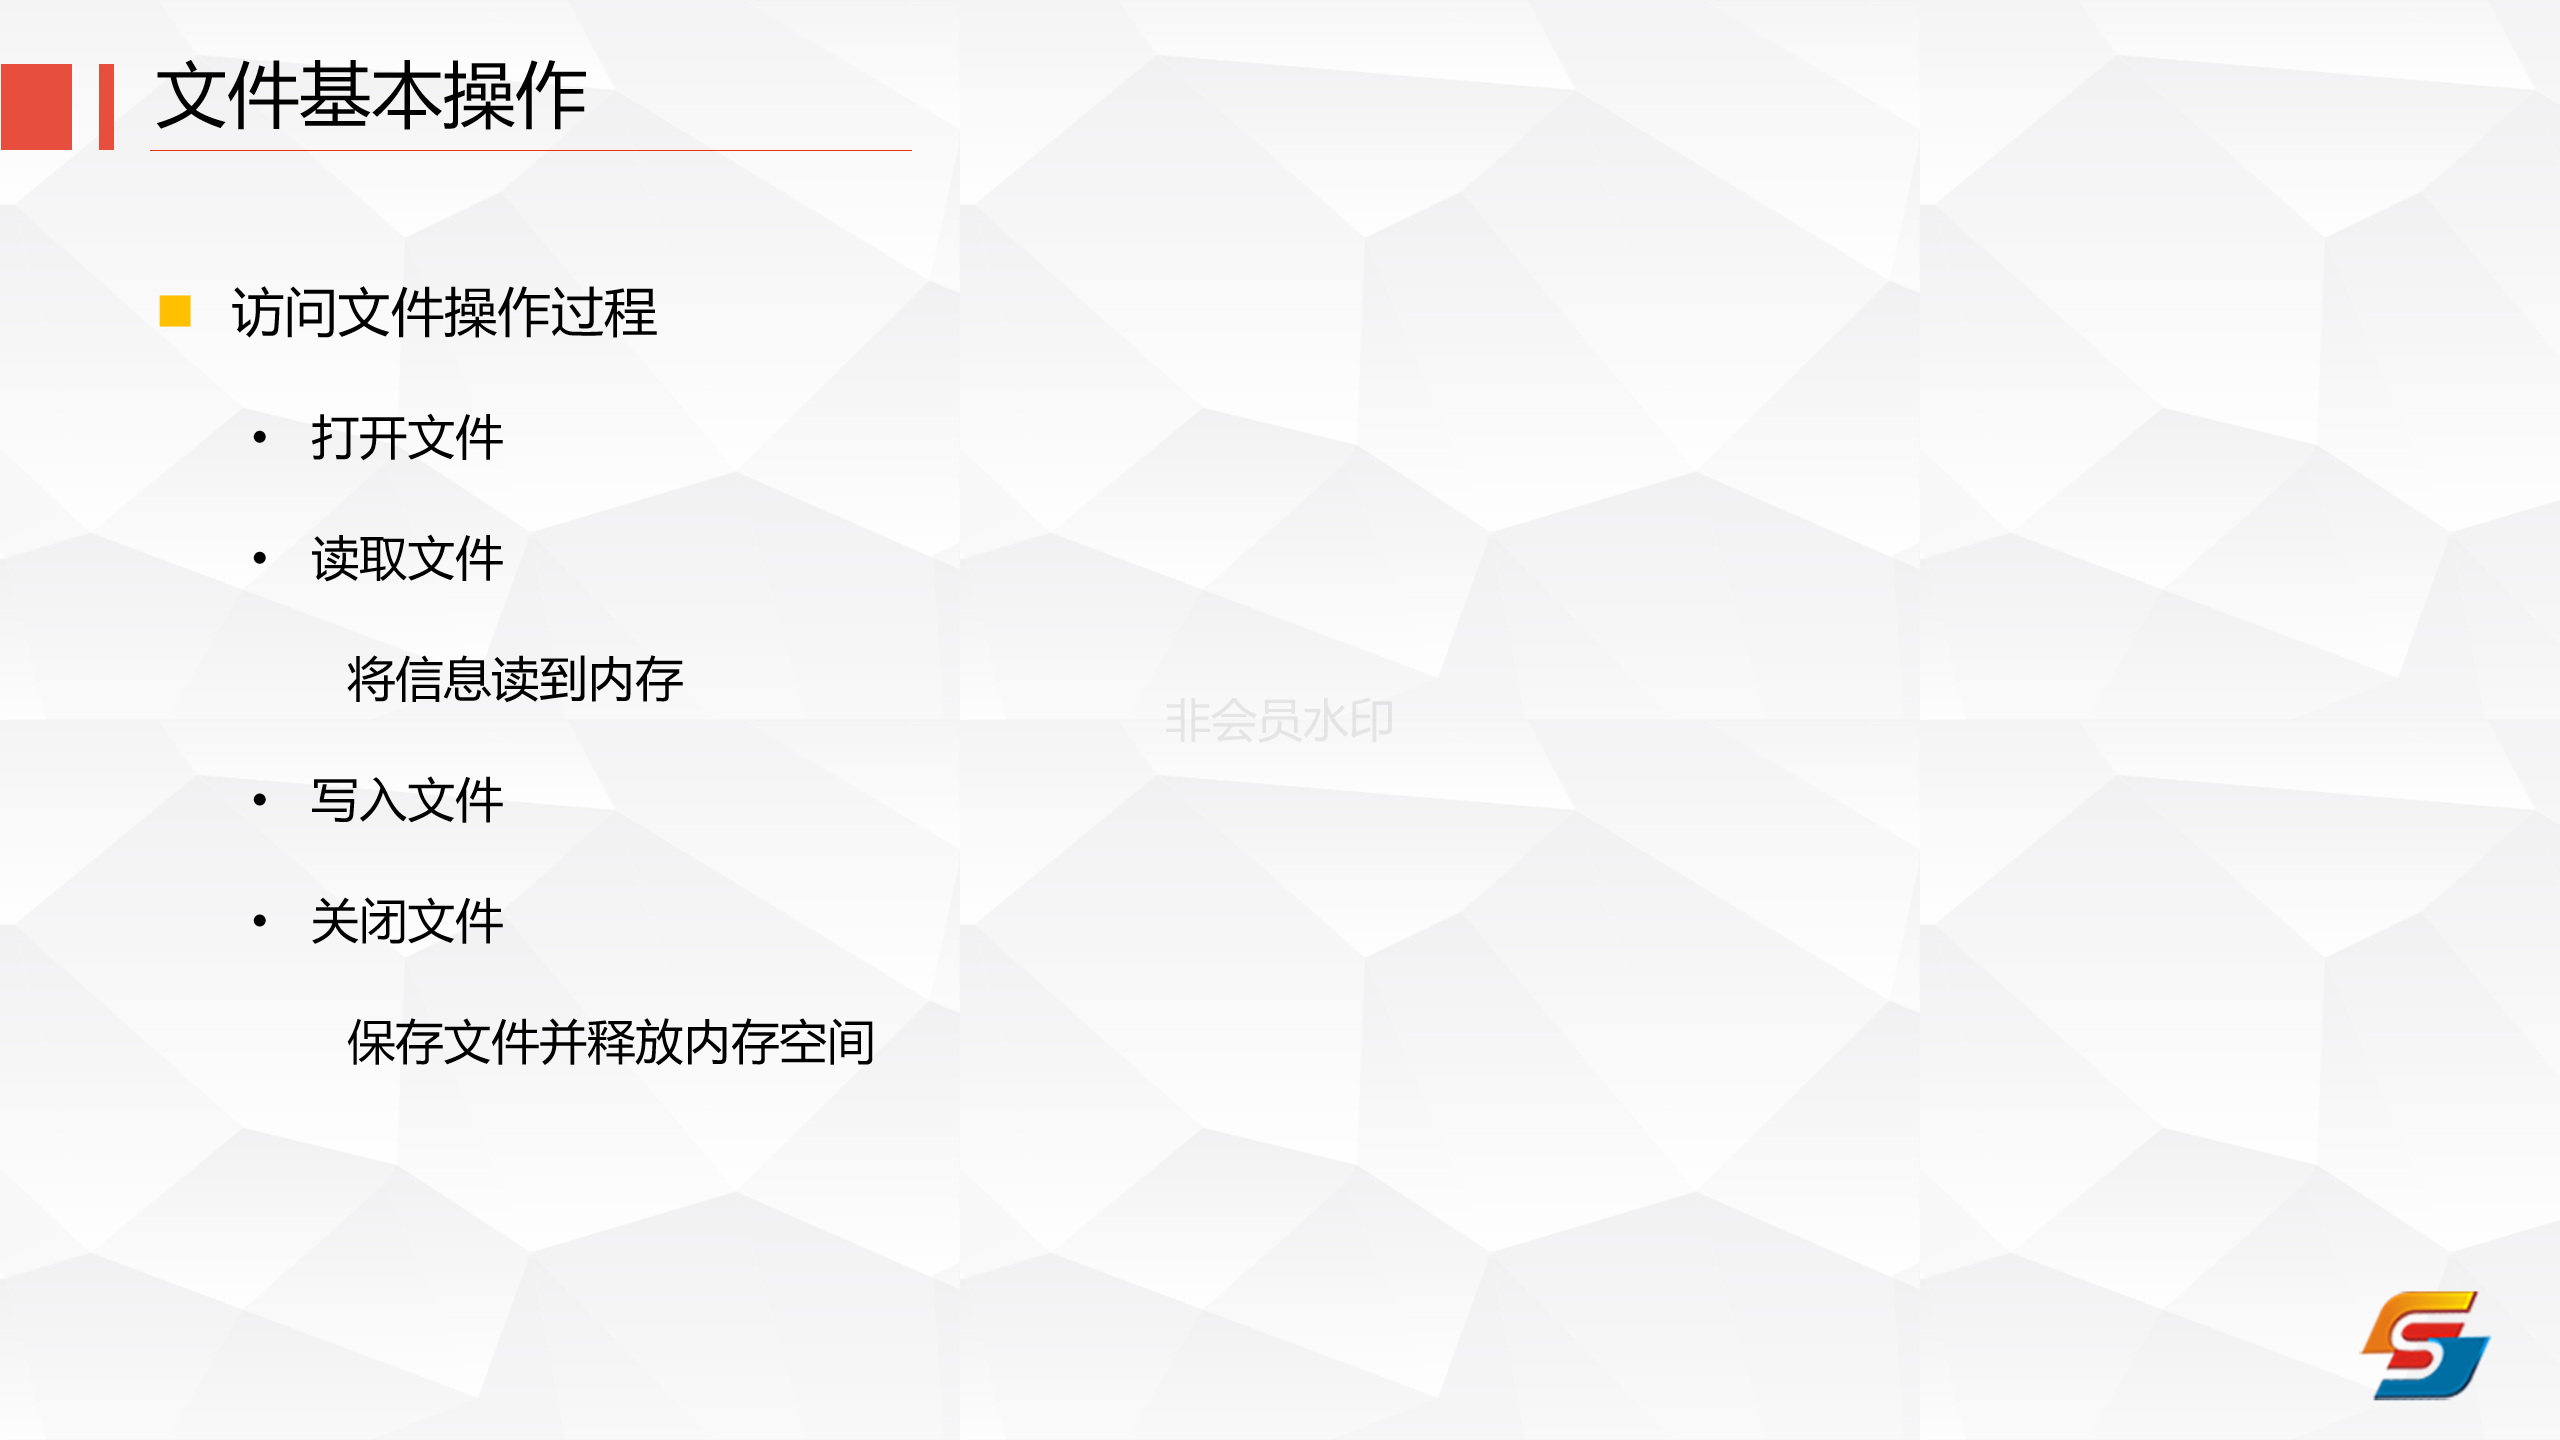 文件基本操作
访问文件操作过程
• 打开文件
• 读取文件
将信息读到内存
非会员水印
• 写入文件
• 关闭文件
保存文件并释放内存空间